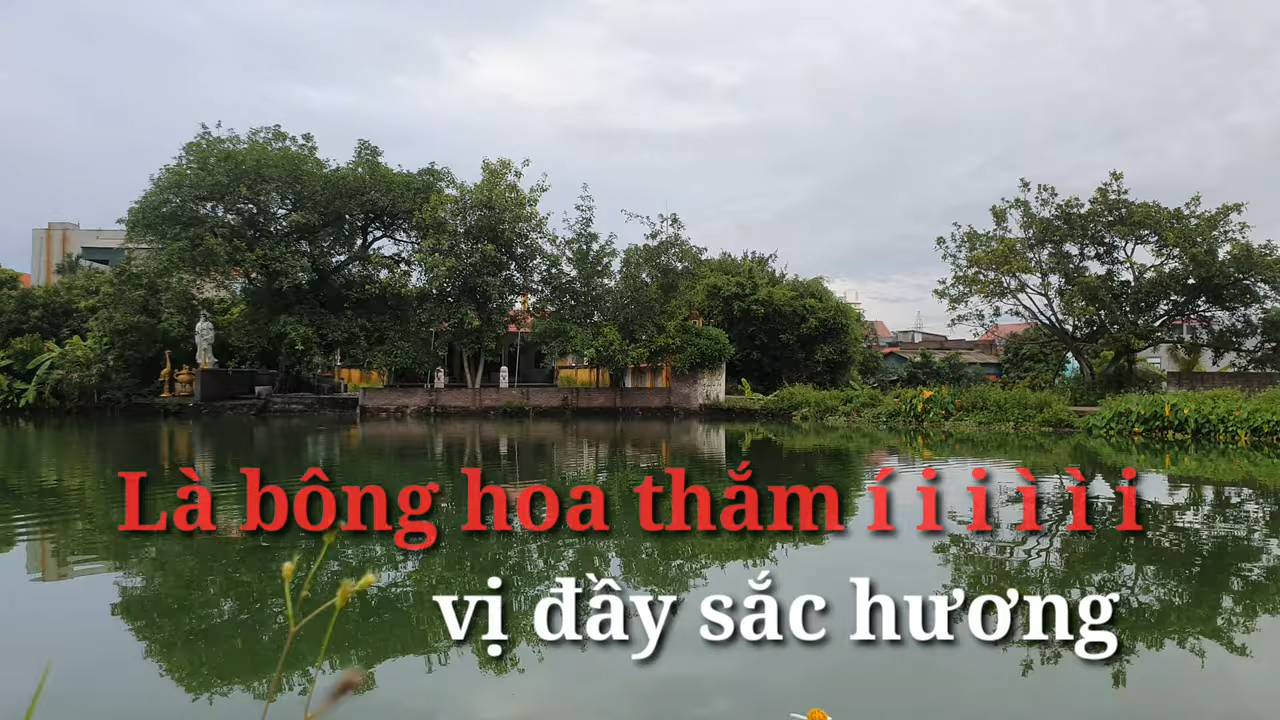 Là bông hoa thắm í i i ì ì i
vị đầy sắc hương